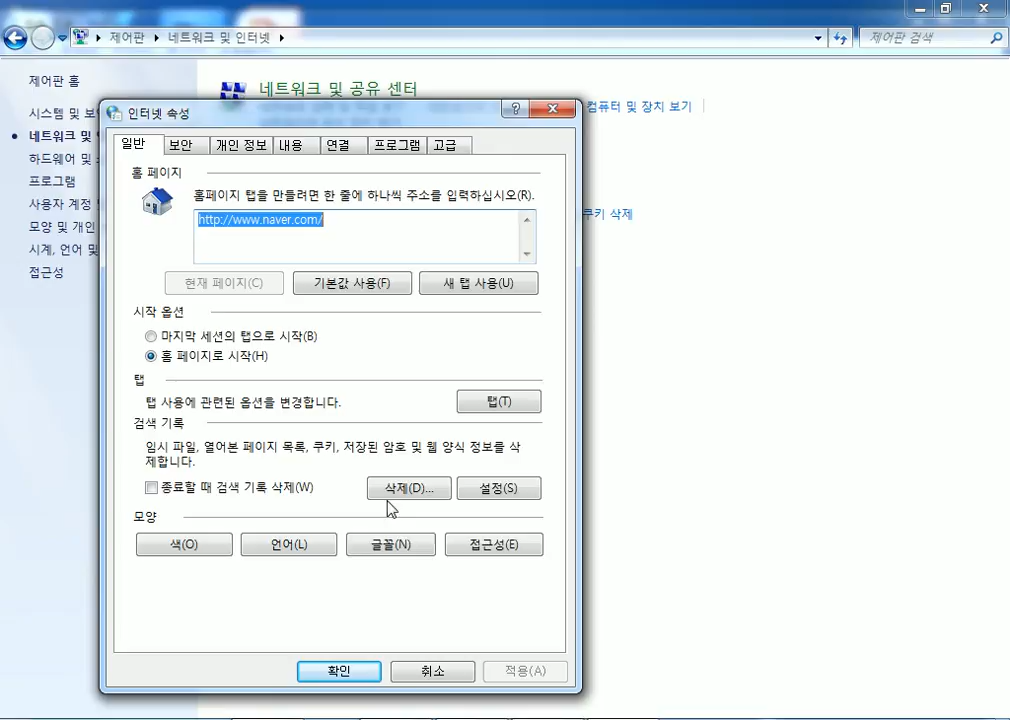 제어판 ▸ 네트워크 및 인터넷 ▸
제어판 검색
제어판 홈
시스템 및 보
네트워크 및
하드웨어 및
프로그램
사용자 계정
모양 및 개인
시계, 언어 및
접근성
네트워크 및 공유 센터
컴퓨터 및 장치 보기
쿠키 삭제
인터넷 속성
일반 보안 개인 정보 내용 연결 프로그램 고급
홈 페이지
홈페이지 탭을 만들려면 한 줄에 하나씩 주소를 입력하십시오(R).
http://www.naver.com/
현재 페이지(C) 기본값 사용(F) 새 탭 사용(U)
시작 옵션
마지막 세션의 탭으로 시작(B)
홈 페이지로 시작(H)
탭
탭 사용에 관련된 옵션을 변경합니다.
탭(T)
검색 기록
임시 파일, 열어본 페이지 목록, 쿠키, 저장된 암호 및 웹 양식 정보를 삭
제합니다.
종료할 때 검색 기록 삭제(W)
삭제(D)... 설정(S)
모양
색(O) 언어(L) 글꼴(N) 접근성(E)
확인 취소 적용(A)